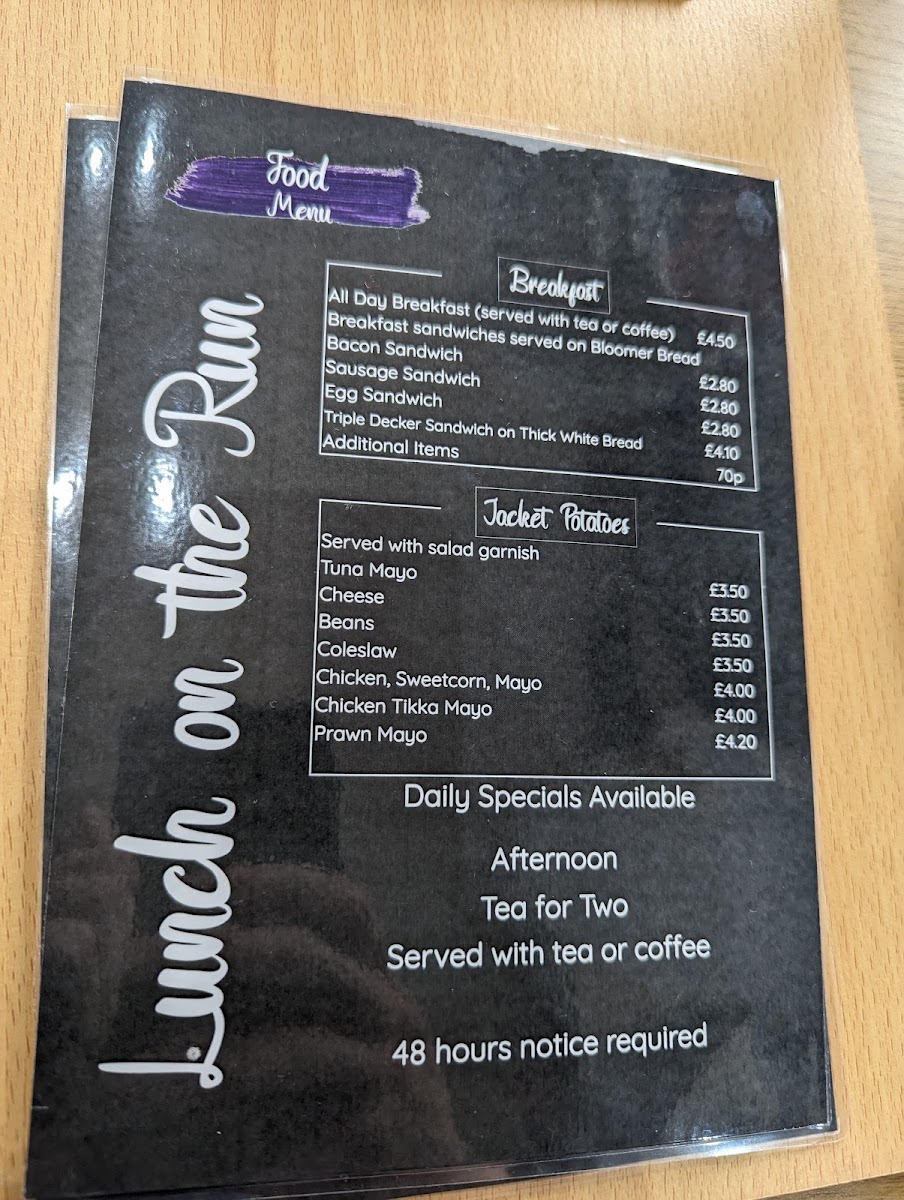 Food
Menu
Lunch on the Run
Breakfast
All Day Breakfast (served with tea or coffee) £4.50
Breakfast sandwiches served on Bloomer Bread
Bacon Sandwich £2.80
Sausage Sandwich £2.80
Egg Sandwich £2.80
Triple Decker Sandwich on Thick White Bread £4.10
Additional Items 70p
Jacket Potatoes
Served with salad garnish
Tuna Mayo £3.50
Cheese £3.50
Beans £3.50
Coleslaw £3.50
Chicken, Sweetcorn, Mayo £4.00
Chicken Tikka Mayo £4.00
Prawn Mayo £4.20
Daily Specials Available
Afternoon
Tea for Two
Served with tea or coffee
48 hours notice required